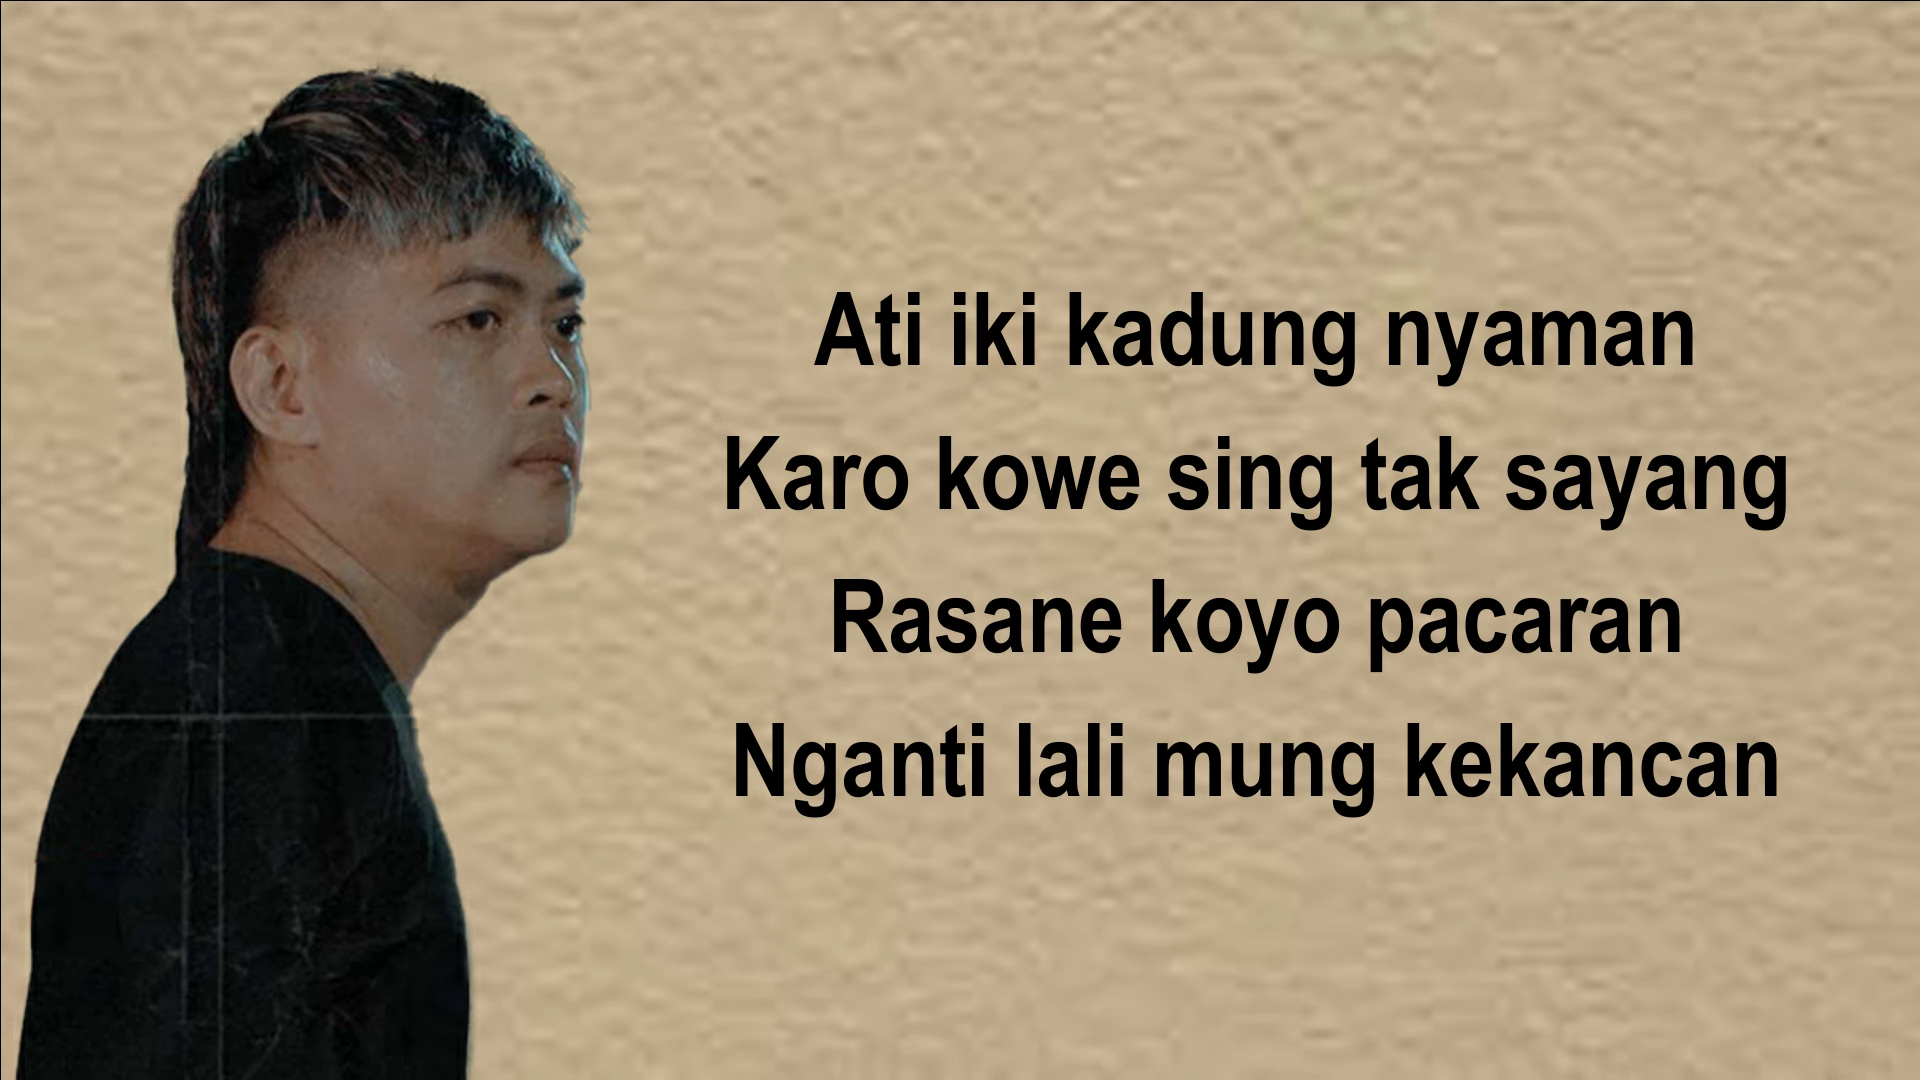 Ati iki kadung nyaman
Karo kowe sing tak sayang
Rasane koyo pacaran
Nganti lali mung kekancan